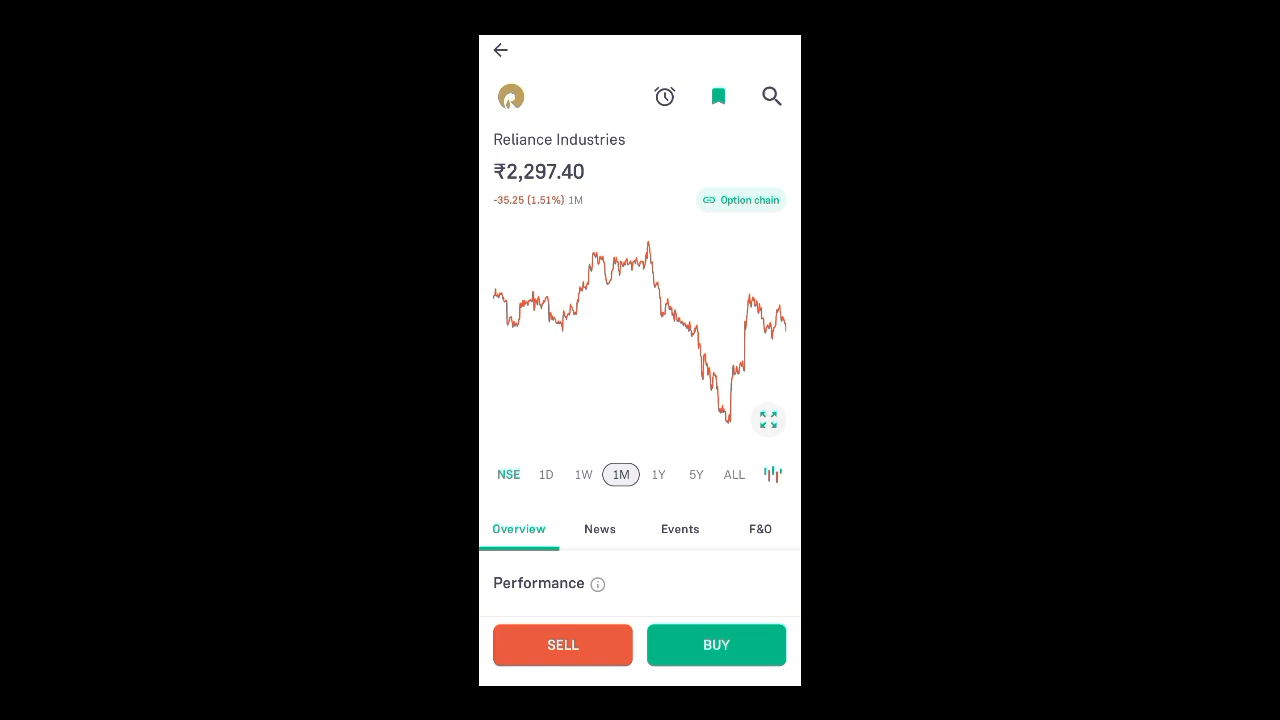 Reliance Industries
₹2,297.40
-35.25 (1.51%) 1M
Option chain
NSE 1D 1W 1M 1Y 5Y ALL
Overview News Events F&O
Performance
SELL BUY